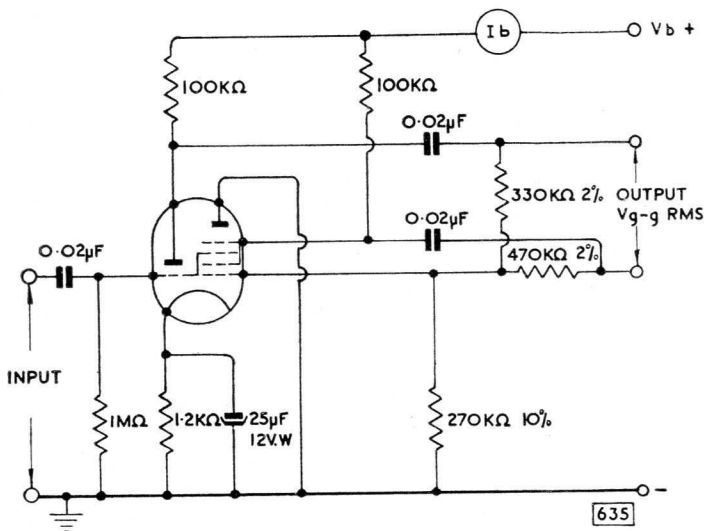 Ib
Vb +
100KΩ
100KΩ
0·02µF
330KΩ 2%
OUTPUT
Vg-g RMS
0·02µF
470KΩ 2%
0·02µF
INPUT
1MΩ
1·2KΩ
25µF
12V.W
270KΩ 10%
-
635